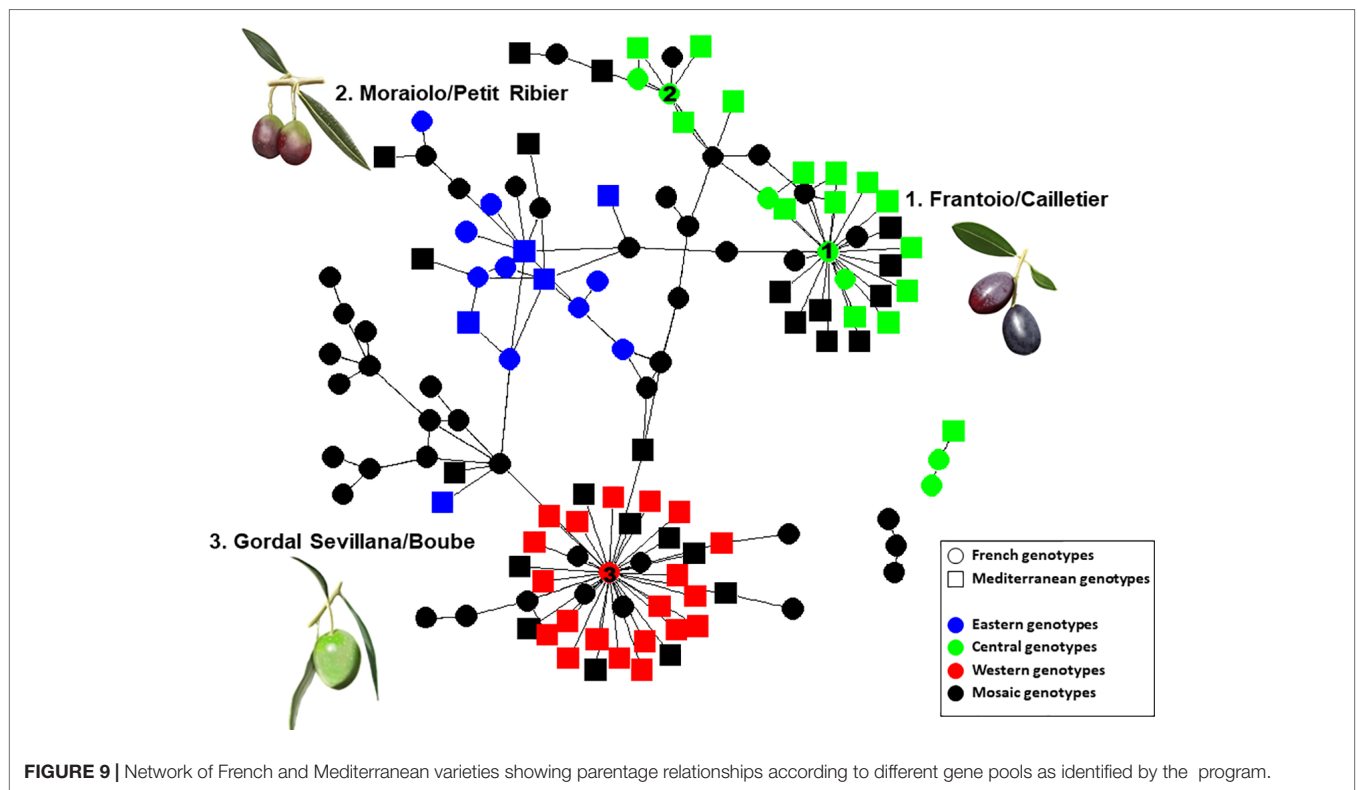 2. Moraiolo/Petit Ribier
2
1. Frantoio/Cailletier
1
3. Gordal Sevillana/Boube
3
French genotypes
Mediterranean genotypes
Eastern genotypes
Central genotypes
Western genotypes
Mosaic genotypes
FIGURE 9 | Network of French and Mediterranean varieties showing parentage relationships according to different gene pools as identified by the program.